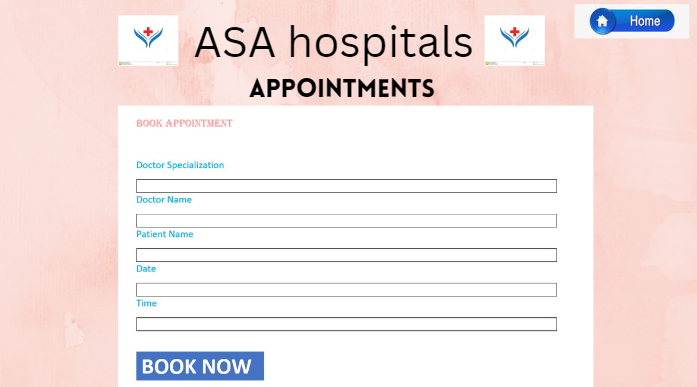 Home
ASA hospitals
APPOINTMENTS
BOOK APPOINTMENT
Doctor Specialization
Doctor Name
Patient Name
Date
Time
BOOK NOW